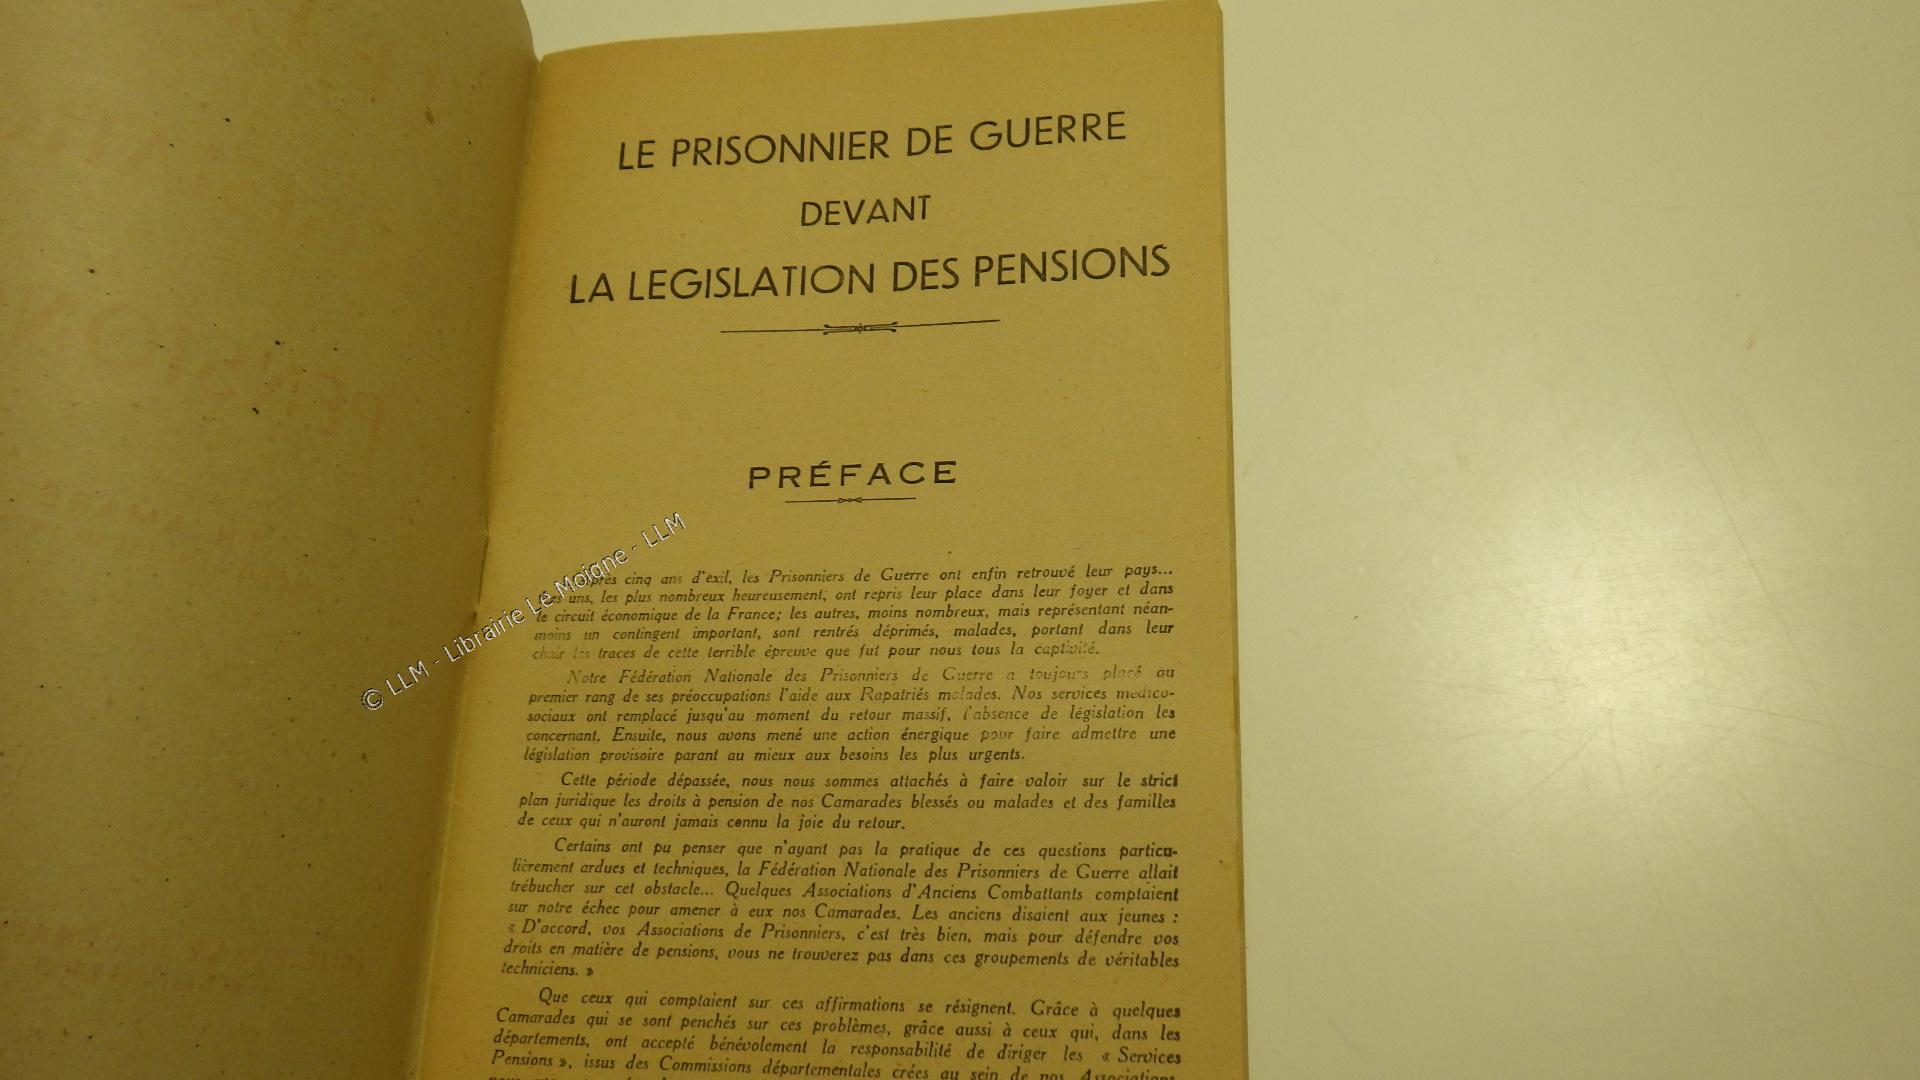 LE PRISONNIER DE GUERRE
DEVANT
LA LEGISLATION DES PENSIONS
PRÉFACE
après cinq ans d'exil, les Prisonniers de Guerre ont enfin retrouvé leur pays...
Les uns, les plus nombreux heureusement, ont repris leur place dans leur foyer et dans
le circuit économique de la France; les autres, moins nombreux, mais représentant néan-
moins un contingent important, sont rentrés déprimés, malades, portant dans leur
chair les traces de cette terrible épreuve que fut pour nous tous la captivité.
Notre Fédération Nationale des Prisonniers de Guerre a toujours placé au
premier rang de ses préoccupations l'aide aux Rapatriés malades. Nos services médico-
sociaux ont remplacé jusqu'au moment du retour massif, l'absence de législation les
concernant. Ensuite, nous avons mené une action énergique pour faire admettre une
législation provisoire parant au mieux aux besoins les plus urgents.
Cette période dépassée, nous nous sommes attachés à faire valoir sur le strict
plan juridique les droits à pension de nos Camarades blessés ou malades et des familles
de ceux qui n'auront jamais connu la joie du retour.
Certains ont pu penser que n'ayant pas la pratique de ces questions particu-
lièrement ardues et techniques, la Fédération Nationale des Prisonniers de Guerre allait
trébucher sur cet obstacle... Quelques Associations d'Anciens Combattants comptaient
sur notre échec pour amener à eux nos Camarades. Les anciens disaient aux jeunes :
« D'accord, vos Associations de Prisonniers, c'est très bien, mais pour défendre vos
droits en matière de pensions, vous ne trouverez pas dans ces groupements de véritables
techniciens. »
Que ceux qui comptaient sur ces affirmations se résignent. Grâce à quelques
Camarades qui se sont penchés sur ces problèmes, grâce aussi à ceux qui, dans les
départements, ont accepté bénévolement la responsabilité de diriger les « Services
Pensions », issus des Commissions départementales crées au sein de nos Associations,
© LLM - Librairie Le Moigne - LLM